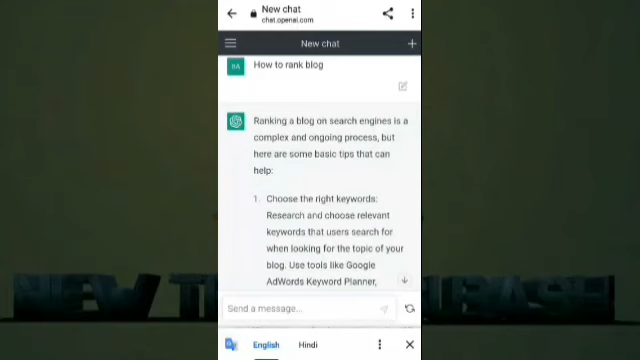 New chat
chat.openai.com
New chat
BA
How to rank blog
Ranking a blog on search engines is a
complex and ongoing process, but
here are some basic tips that can
help:
1. Choose the right keywords:
Research and choose relevant
keywords that users search for
when looking for the topic of your
blog. Use tools like Google
AdWords Keyword Planner,
Send a message...
English
Hindi